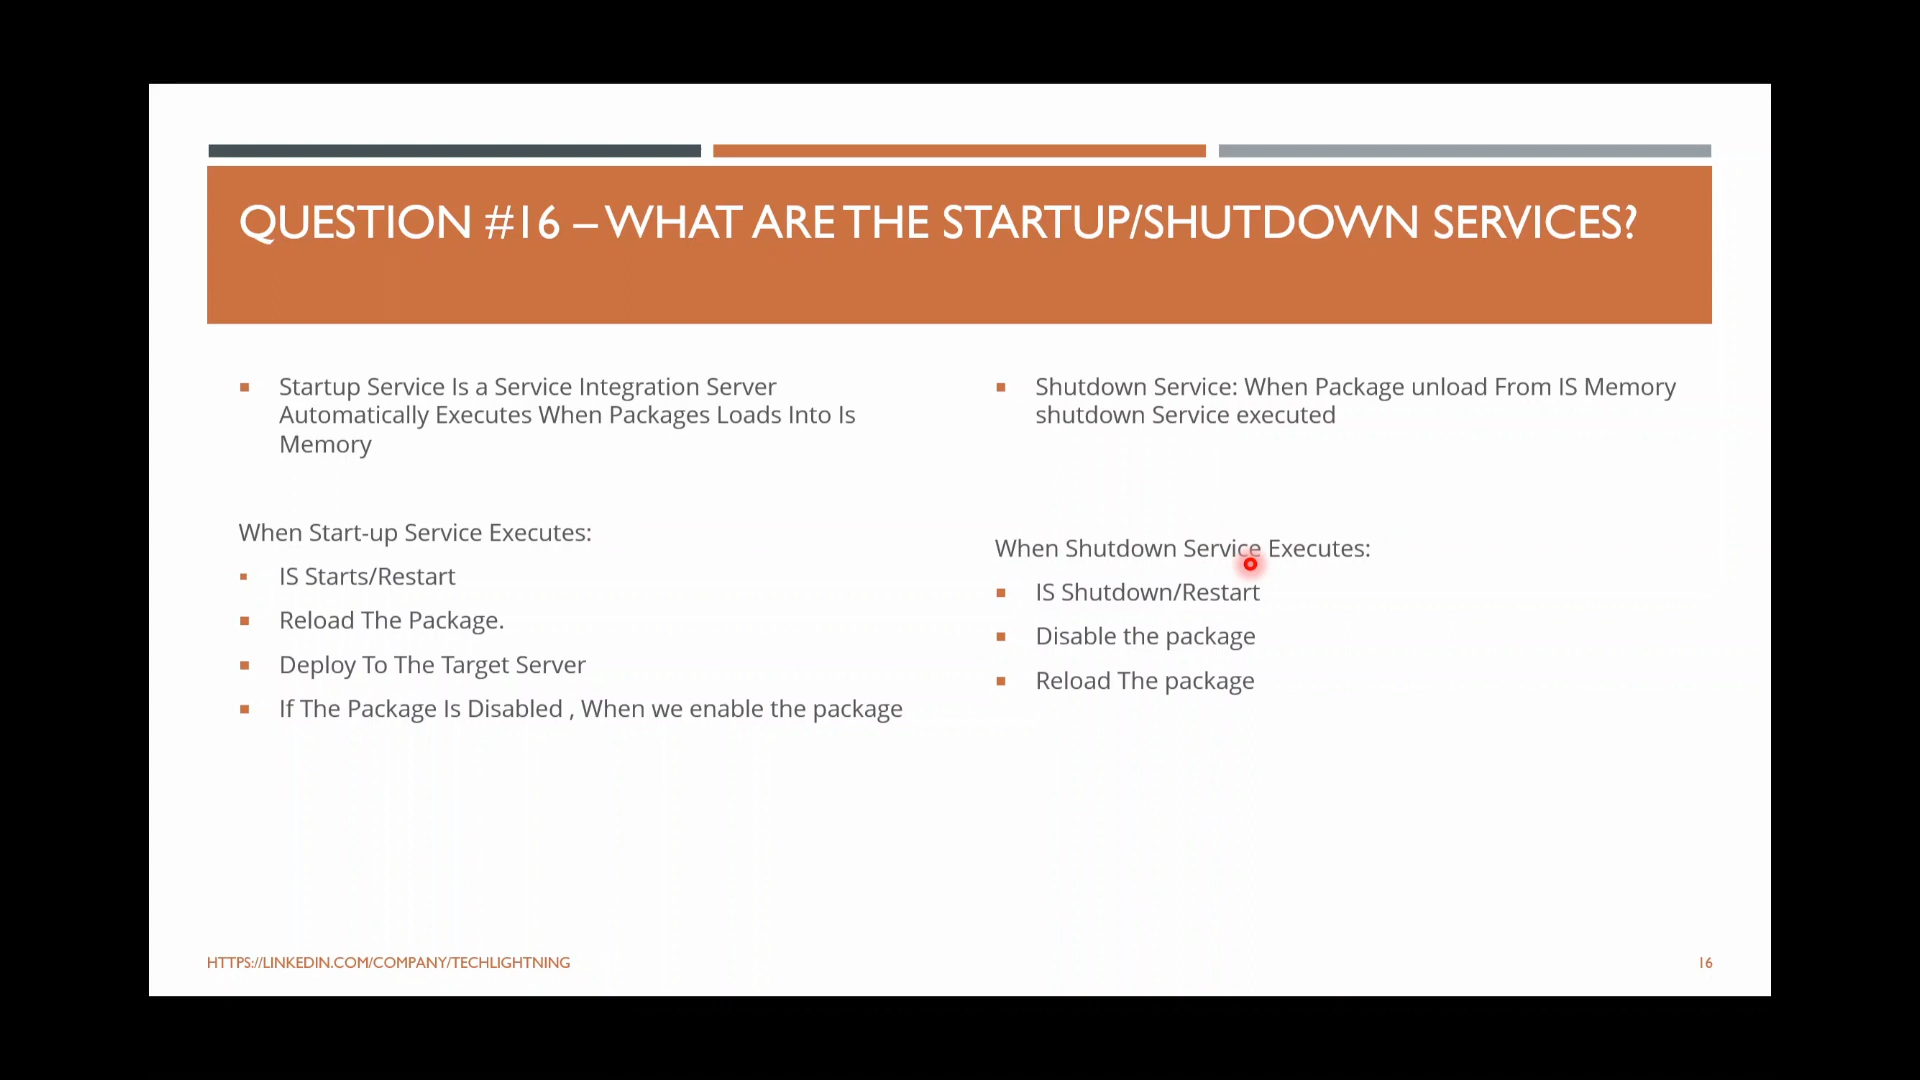 QUESTION #16 – WHAT ARE THE STARTUP/SHUTDOWN SERVICES?
Startup Service Is a Service Integration Server
Automatically Executes When Packages Loads Into Is
Memory
When Start-up Service Executes:
IS Starts/Restart
Reload The Package.
Deploy To The Target Server
If The Package Is Disabled , When we enable the package
Shutdown Service: When Package unload From IS Memory
shutdown Service executed
When Shutdown Service Executes:
IS Shutdown/Restart
Disable the package
Reload The package
HTTPS://LINKEDIN.COM/COMPANY/TECHLIGHTNING
16